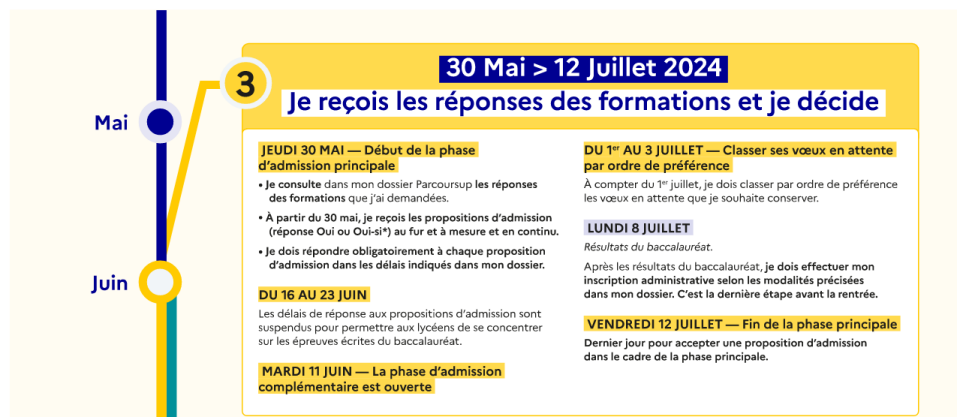 Mai
Juin
3
30 Mai > 12 Juillet 2024
Je reçois les réponses des formations et je décide
JEUDI 30 MAI — Début de la phase
d’admission principale
• Je consulte dans mon dossier Parcoursup les réponses
des formations que j’ai demandées.
• À partir du 30 mai, je reçois les propositions d’admission
(réponse Oui ou Oui-si*) au fur et à mesure et en continu.
• Je dois répondre obligatoirement à chaque proposition
d’admission dans les délais indiqués dans mon dossier.
DU 16 AU 23 JUIN
Les délais de réponse aux propositions d’admission sont
suspendus pour permettre aux lycéens de se concentrer
sur les épreuves écrites du baccalauréat.
MARDI 11 JUIN — La phase d’admission
complémentaire est ouverte
DU 1er AU 3 JUILLET — Classer ses vœux en attente
par ordre de préférence
À compter du 1er juillet, je dois classer par ordre de préférence
les vœux en attente que je souhaite conserver.
LUNDI 8 JUILLET
Résultats du baccalauréat.
Après les résultats du baccalauréat, je dois effectuer mon
inscription administrative selon les modalités précisées
dans mon dossier. C’est la dernière étape avant la rentrée.
VENDREDI 12 JUILLET — Fin de la phase principale
Dernier jour pour accepter une proposition d’admission
dans le cadre de la phase principale.